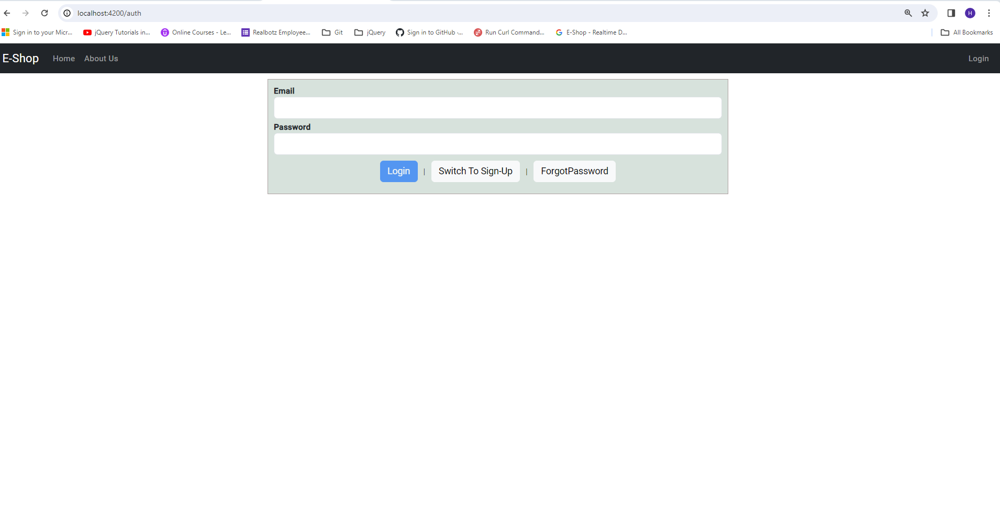 localhost:4200/auth
H
Sign in to your Micr... jQuery Tutorials in... Online Courses - Le... Realbotz Employee... Git jQuery Sign in to GitHub ·... Run Curl Command... E-Shop - Realtime D... All Bookmarks
E-Shop Home About Us Login
Email
Password
Login | Switch To Sign-Up | ForgotPassword